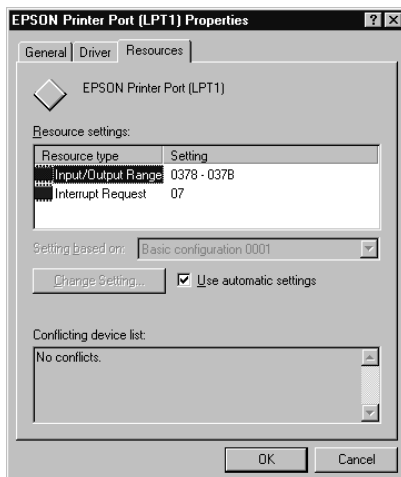 EPSON Printer Port (LPT1) Properties ? X
General Driver Resources
EPSON Printer Port (LPT1)
Resource settings:
Resource type Setting
Input/Output Range 0378 - 037B
Interrupt Request 07
Setting based on: Basic configuration 0001
Change Setting... Use automatic settings
Conflicting device list:
No conflicts.
OK Cancel